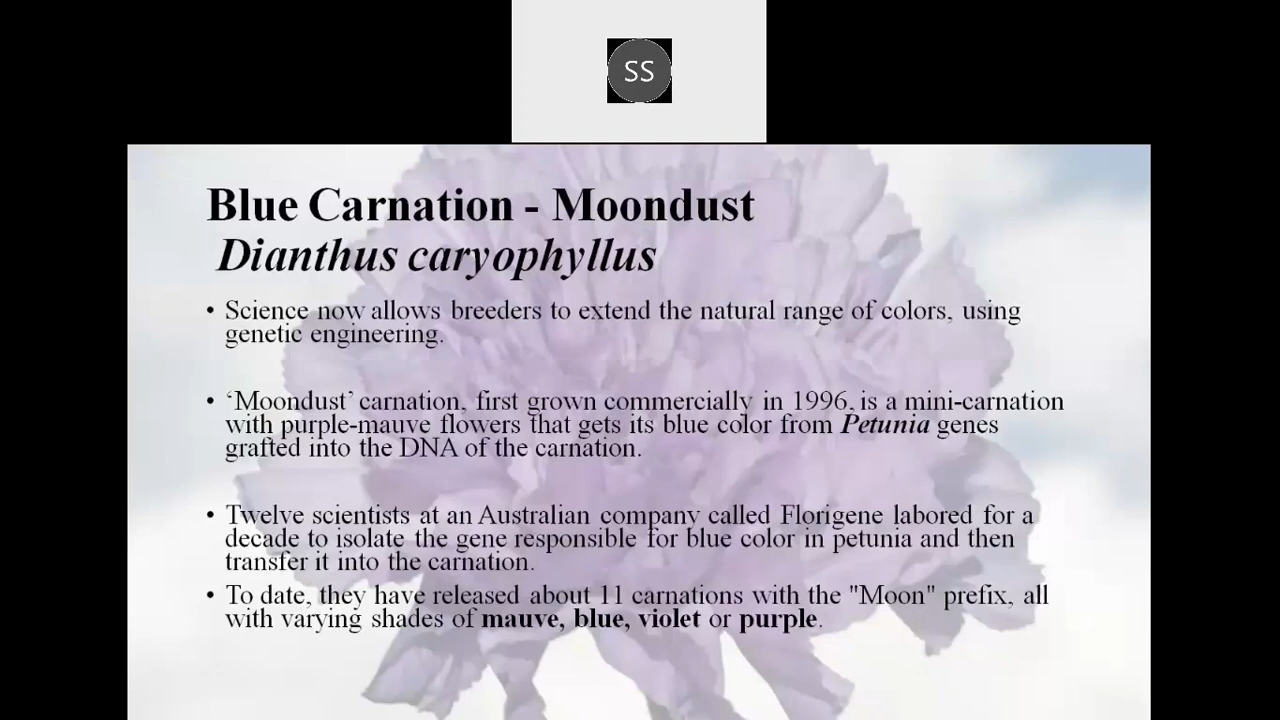 SS
Blue Carnation - Moondust
Dianthus caryophyllus
• Science now allows breeders to extend the natural range of colors, using
genetic engineering.
• ‘Moondust’ carnation, first grown commercially in 1996, is a mini-carnation
with purple-mauve flowers that gets its blue color from Petunia genes
grafted into the DNA of the carnation.
• Twelve scientists at an Australian company called Florigene labored for a
decade to isolate the gene responsible for blue color in petunia and then
transfer it into the carnation.
• To date, they have released about 11 carnations with the "Moon" prefix, all
with varying shades of mauve, blue, violet or purple.